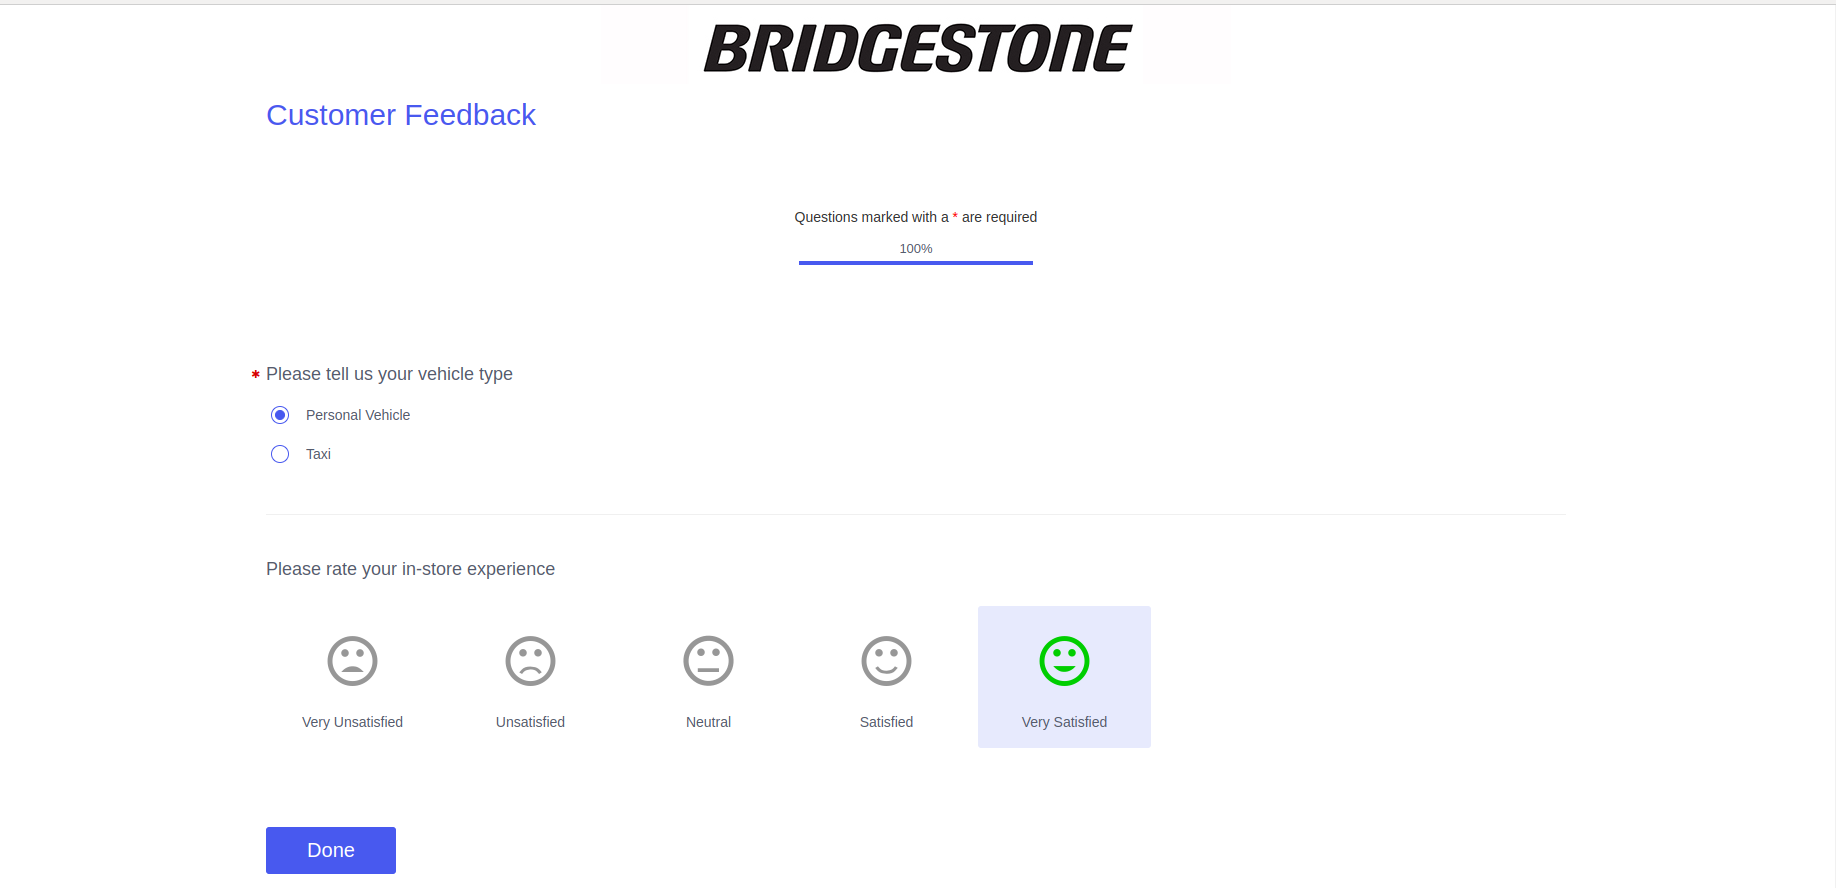 BRIDGESTONE
Customer Feedback
Questions marked with a * are required
100%
* Please tell us your vehicle type
Personal Vehicle
Taxi
Please rate your in-store experience
Very Unsatisfied Unsatisfied Neutral Satisfied Very Satisfied
Done